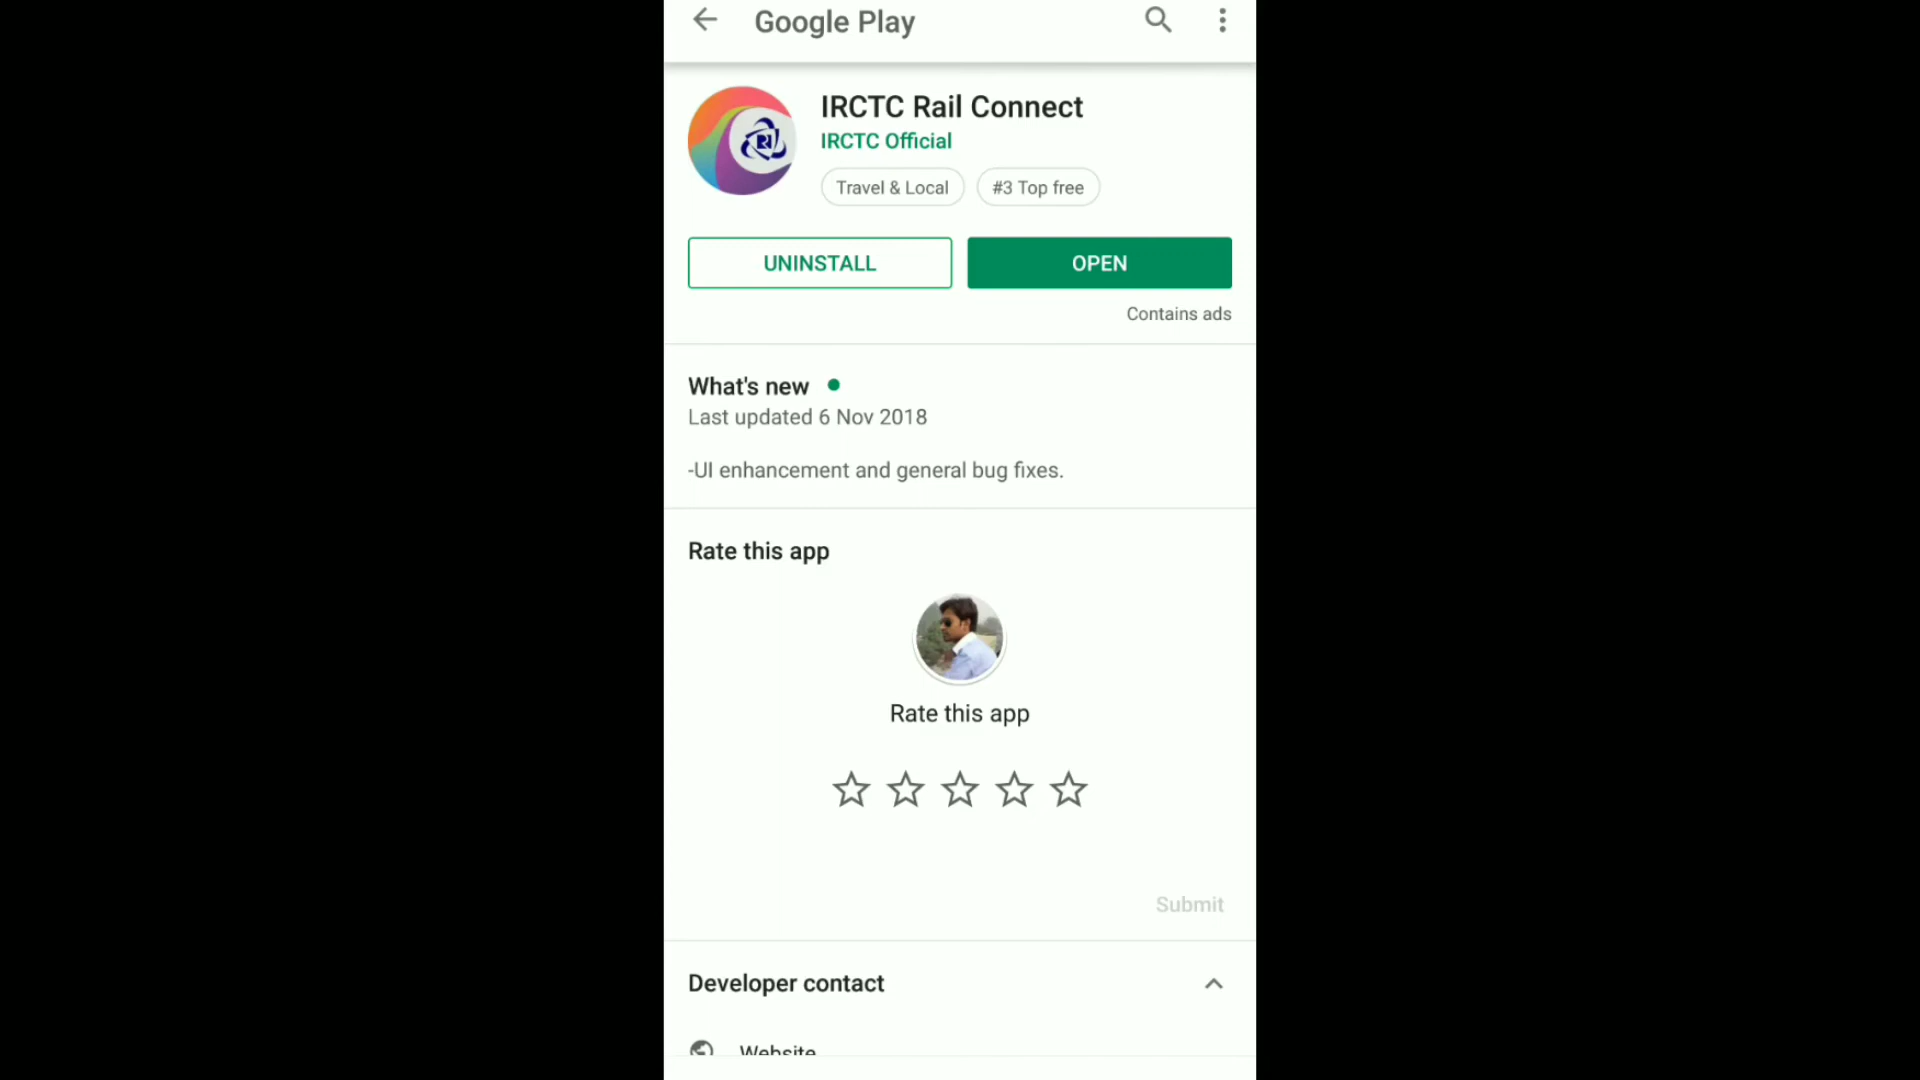 Google Play
IRCTC Rail Connect
IRCTC Official
Travel & Local
#3 Top free
UNINSTALL
OPEN
Contains ads
What's new
Last updated 6 Nov 2018
-UI enhancement and general bug fixes.
Rate this app
Rate this app
Submit
Developer contact
Website